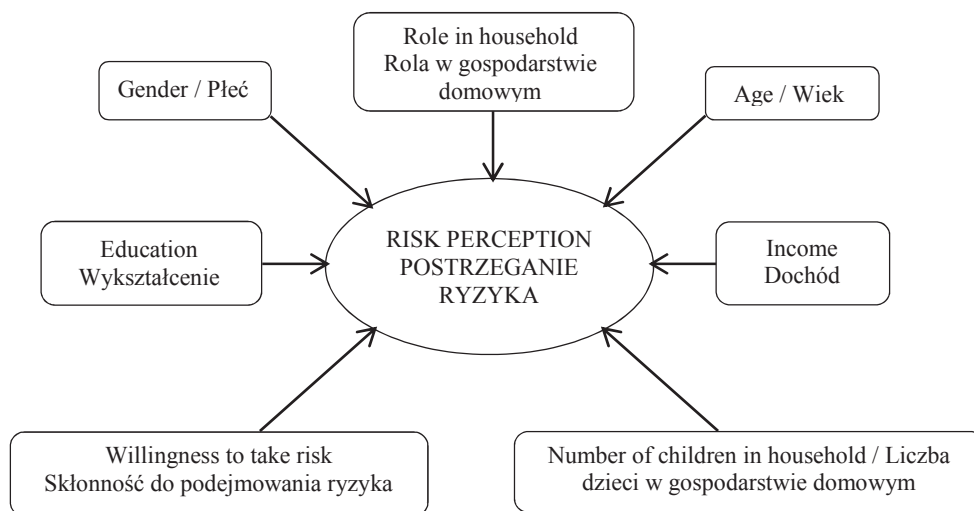 Role in household
Rola w gospodarstwie
domowym
Gender / Płeć
Age / Wiek
Education
Wykształcenie
RISK PERCEPTION
POSTRZEGANIE
RYZYKA
Income
Dochód
Willingness to take risk
Skłonność do podejmowania ryzyka
Number of children in household / Liczba
dzieci w gospodarstwie domowym